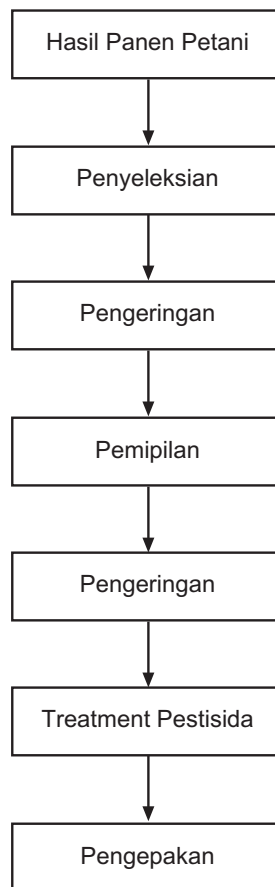 Hasil Panen Petani
Penyeleksian
Pengeringan
Pemipilan
Pengeringan
Treatment Pestisida
Pengepakan